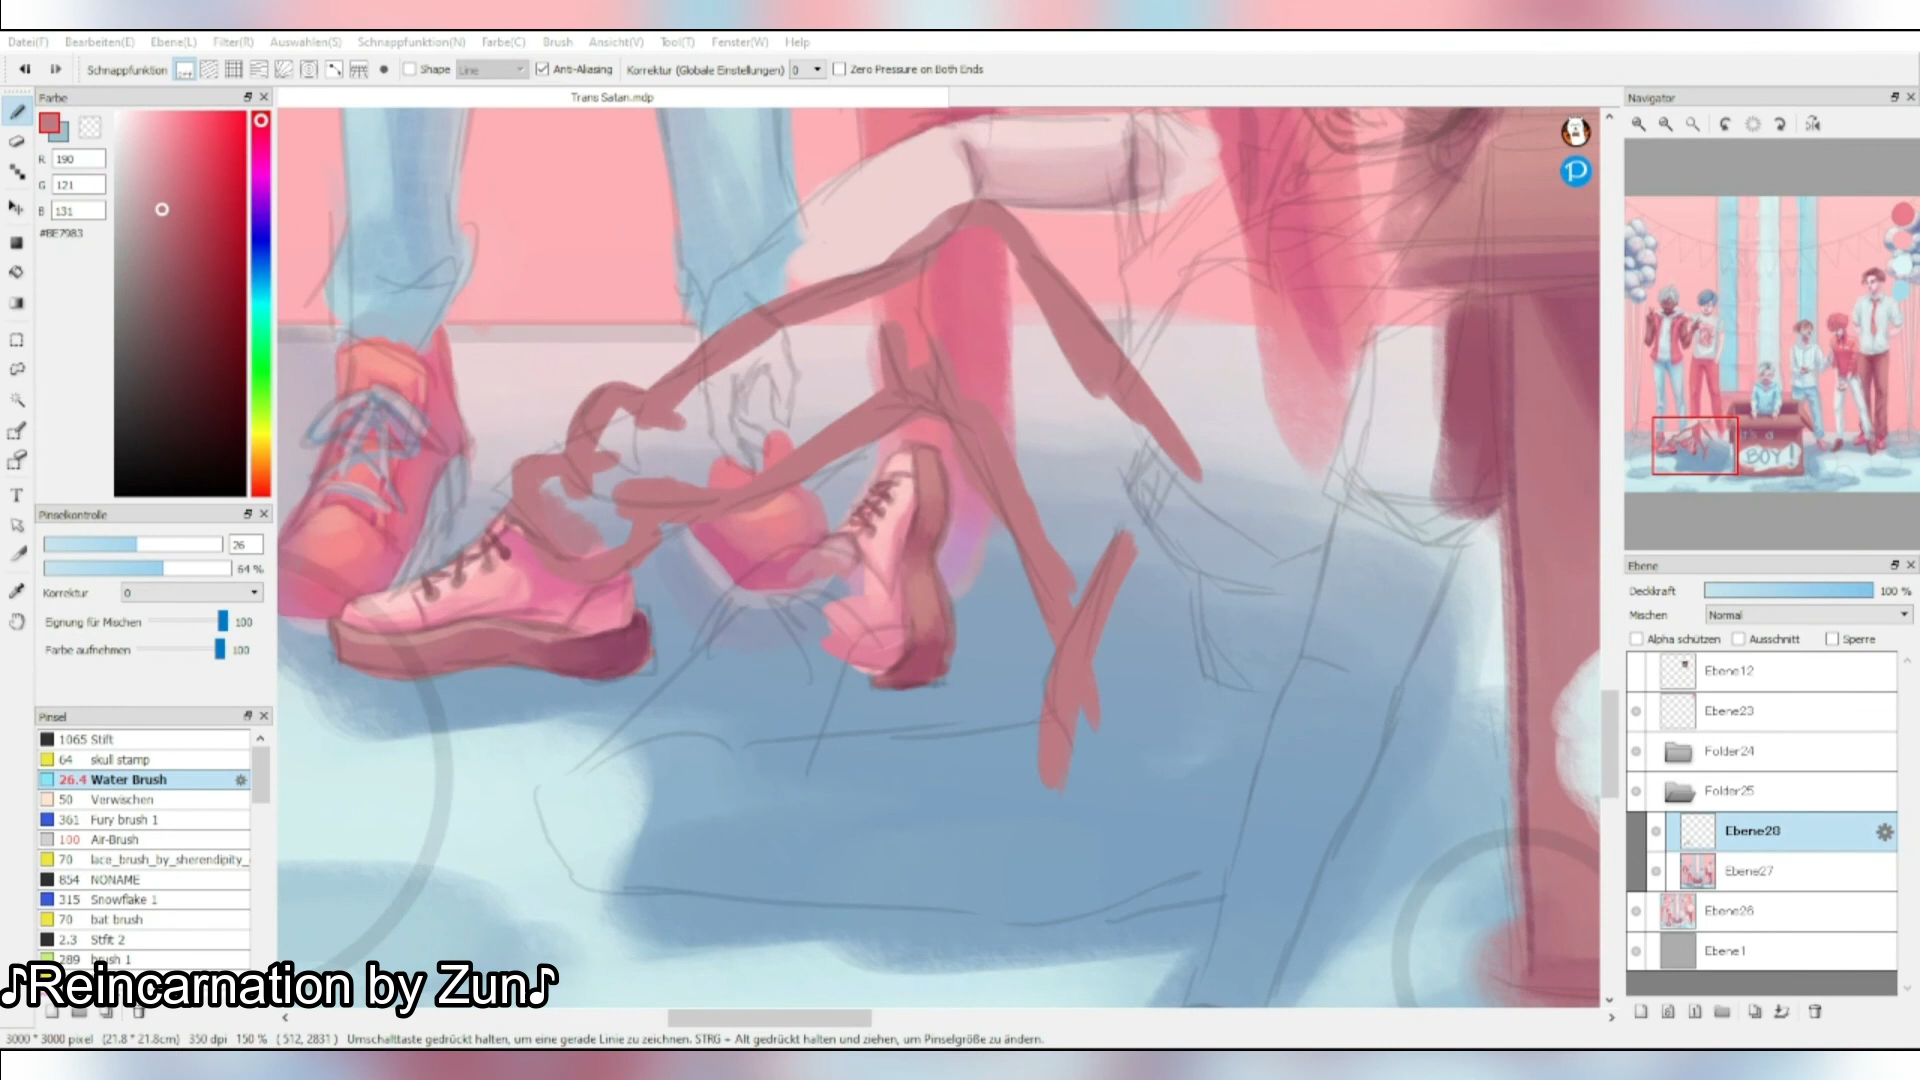 Datei(F) Bearbeiten(E) Ebene(L) Filter(R) Auswahlen(S) Schnappfunktion(N) Farbe(C) Brush Ansicht(V) Tool(T) Fenster(W) Help
Schnappfunktion OFF Shape Line Anti-Aliasing Korrektur (Globale Einstellungen) 0 Zero Pressure on Both Ends
Farbe
Trans Satan.mdp
Navigator
R 190
G 121
B 131
#BE7983
It's a
BOY!
Pinselkontrolle
26
64 %
Korrektur 0
Eignung für Mischen 100
Farbe aufnehmen 100
Pinsel
1065 Stift
64 skull stamp
26.4 Water Brush
50 Verwischen
361 Fury brush 1
100 Air-Brush
70 lace_brush_by_sherendipity_
854 NONAME
315 Snowflake 1
70 bat brush
2.3 Stfit 2
289 brush 1
Ebene
Deckkraft 100 %
Mischen Normal
Alpha schützen Ausschnitt Sperre
Ebene12
Ebene23
Folder24
Folder25
Ebene28
Ebene27
Ebene26
Ebene1
♪Reincarnation by Zun♪
3000 * 3000 pixel (21.8 * 21.8cm) 350 dpi 150 % ( 512, 2831 ) Umschalttaste gedrückt halten, um eine gerade Linie zu zeichnen. STRG + Alt gedrückt halten und ziehen, um Pinselgröße zu ändern.